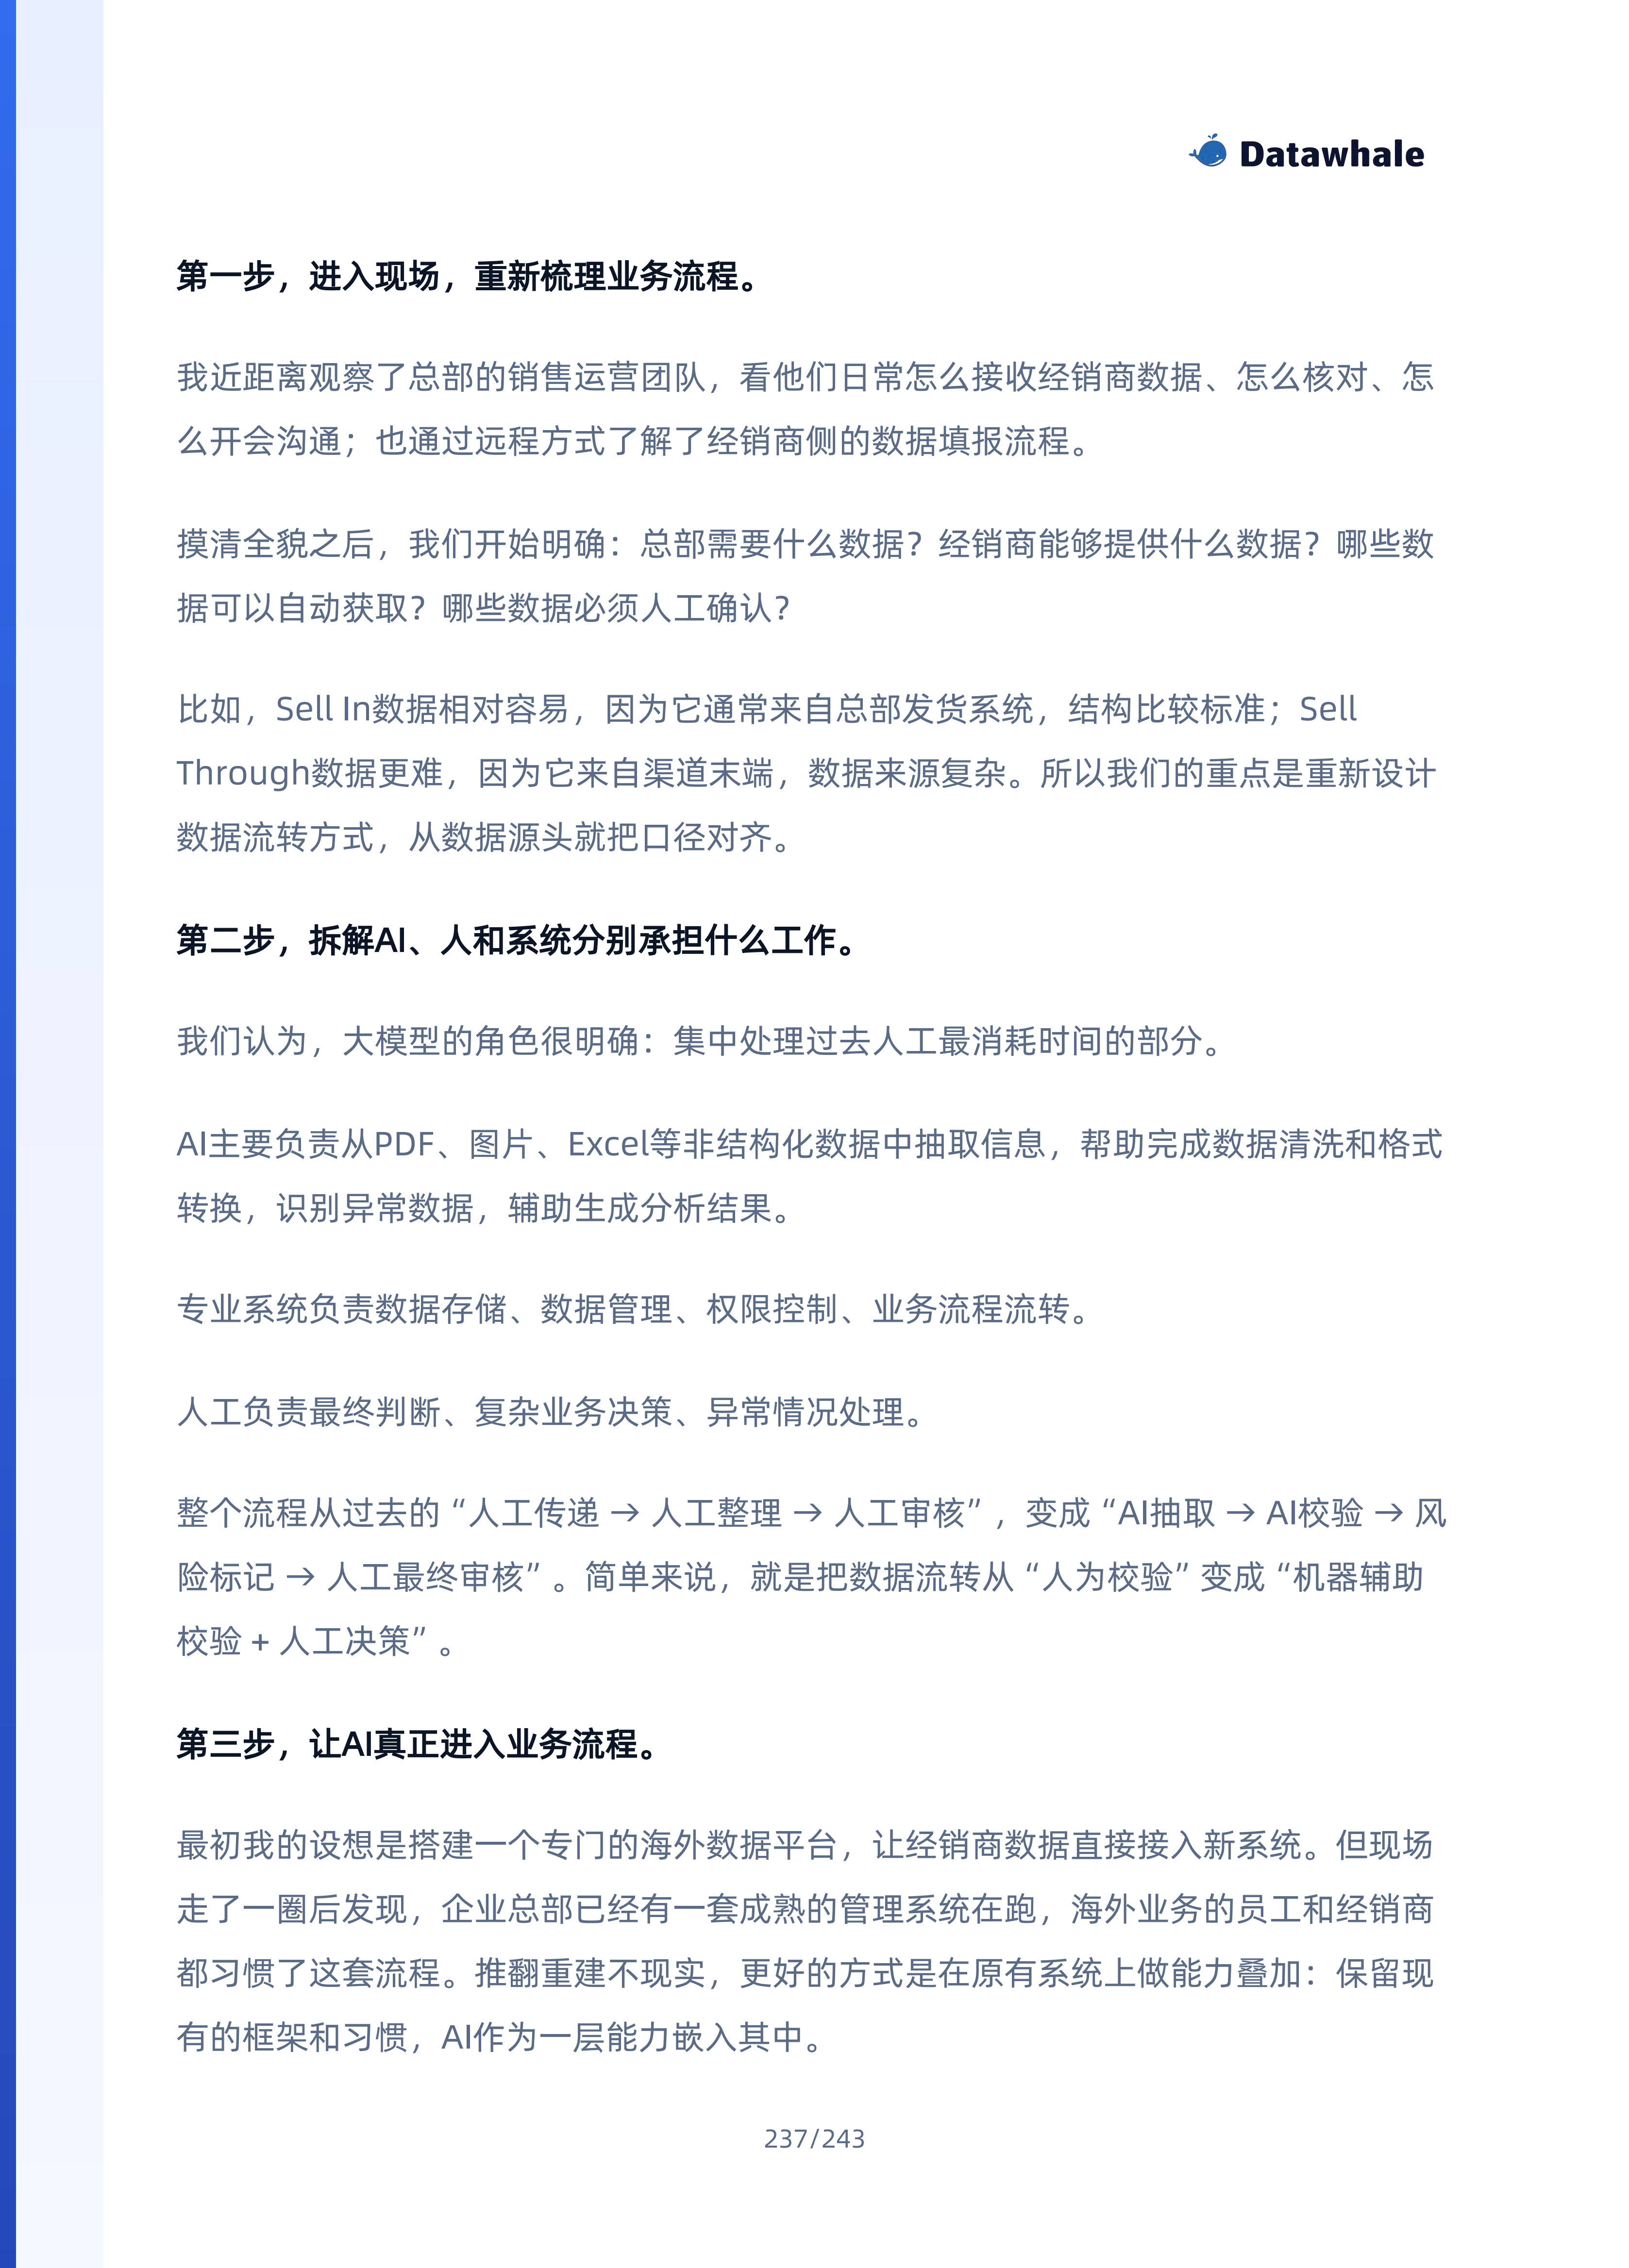 Datawhale
第一步，进入现场，重新梳理业务流程。
我近距离观察了总部的销售运营团队，看他们日常怎么接收经销商数据、怎么核对、怎
么开会沟通；也通过远程方式了解了经销商侧的数据填报流程。
摸清全貌之后，我们开始明确：总部需要什么数据？经销商能够提供什么数据？哪些数
据可以自动获取？哪些数据必须人工确认？
比如，Sell In数据相对容易，因为它通常来自总部发货系统，结构比较标准；Sell
Through数据更难，因为它来自渠道末端，数据来源复杂。所以我们的重点是重新设计
数据流转方式，从数据源头就把口径对齐。
第二步，拆解AI、人和系统分别承担什么工作。
我们认为，大模型的角色很明确：集中处理过去人工最消耗时间的部分。
AI主要负责从PDF、图片、Excel等非结构化数据中抽取信息，帮助完成数据清洗和格式
转换，识别异常数据，辅助生成分析结果。
专业系统负责数据存储、数据管理、权限控制、业务流程流转。
人工负责最终判断、复杂业务决策、异常情况处理。
整个流程从过去的“人工传递 → 人工整理 → 人工审核”，变成“AI抽取 → AI校验 → 风
险标记 → 人工最终审核”。简单来说，就是把数据流转从“人为校验”变成“机器辅助
校验 + 人工决策”。
第三步，让AI真正进入业务流程。
最初我的设想是搭建一个专门的海外数据平台，让经销商数据直接接入新系统。但现场
走了一圈后发现，企业总部已经有一套成熟的管理系统在跑，海外业务的员工和经销商
都习惯了这套流程。推翻重建不现实，更好的方式是在原有系统上做能力叠加：保留现
有的框架和习惯，AI作为一层能力嵌入其中。
237/243